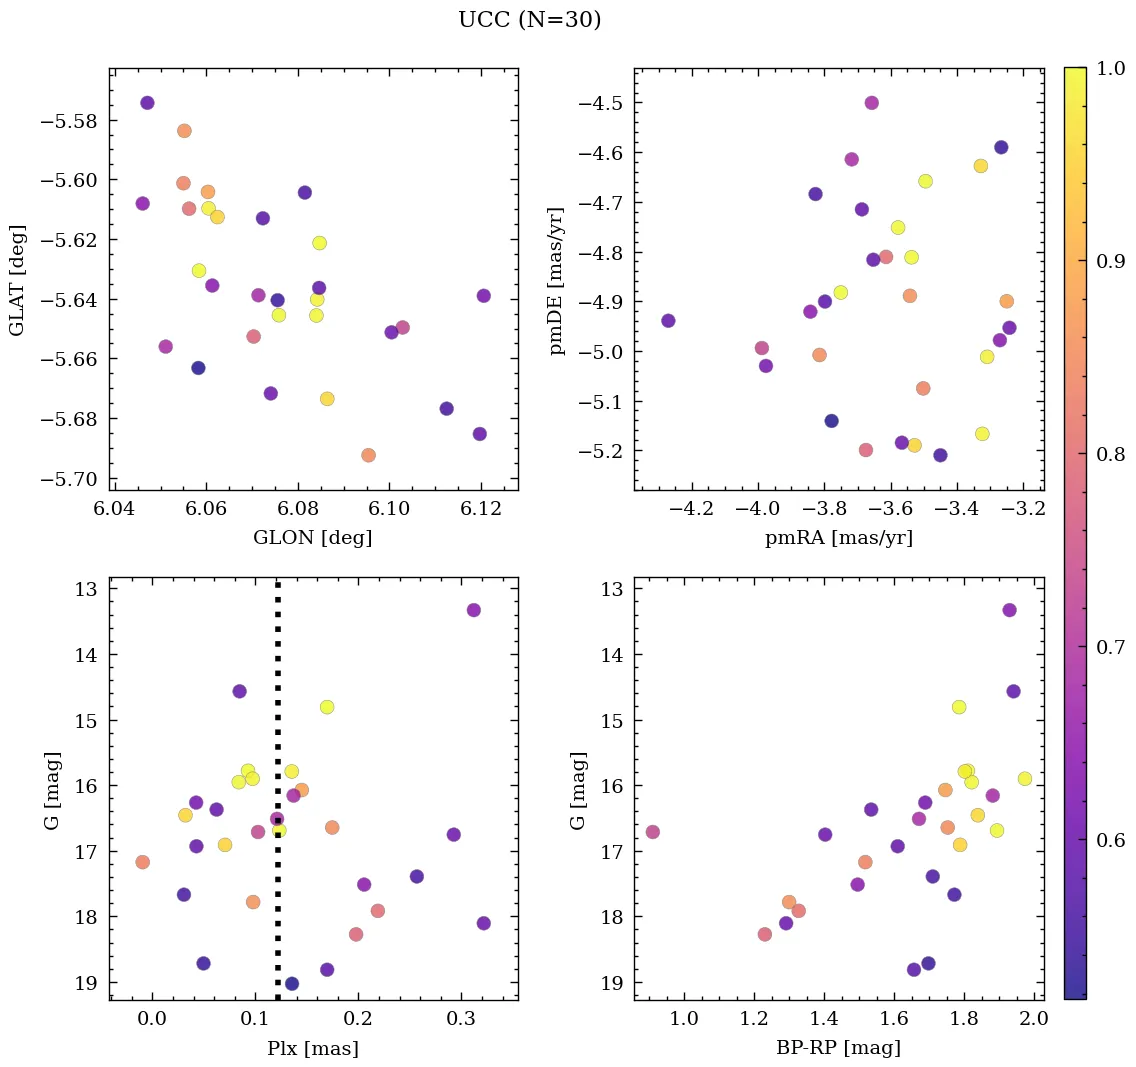 UCC (N=30)
−5.58
−5.60
−5.62
−5.64
−5.66
−5.68
−5.70
GLAT [deg]
6.04 6.06 6.08 6.10 6.12
GLON [deg]
−4.5
−4.6
−4.7
−4.8
−4.9
−5.0
−5.1
−5.2
pmDE [mas/yr]
−4.2 −4.0 −3.8 −3.6 −3.4 −3.2
pmRA [mas/yr]
13
14
15
16
17
18
19
G [mag]
0.0 0.1 0.2 0.3
Plx [mas]
13
14
15
16
17
18
19
G [mag]
1.0 1.2 1.4 1.6 1.8 2.0
BP-RP [mag]
1.0
0.9
0.8
0.7
0.6